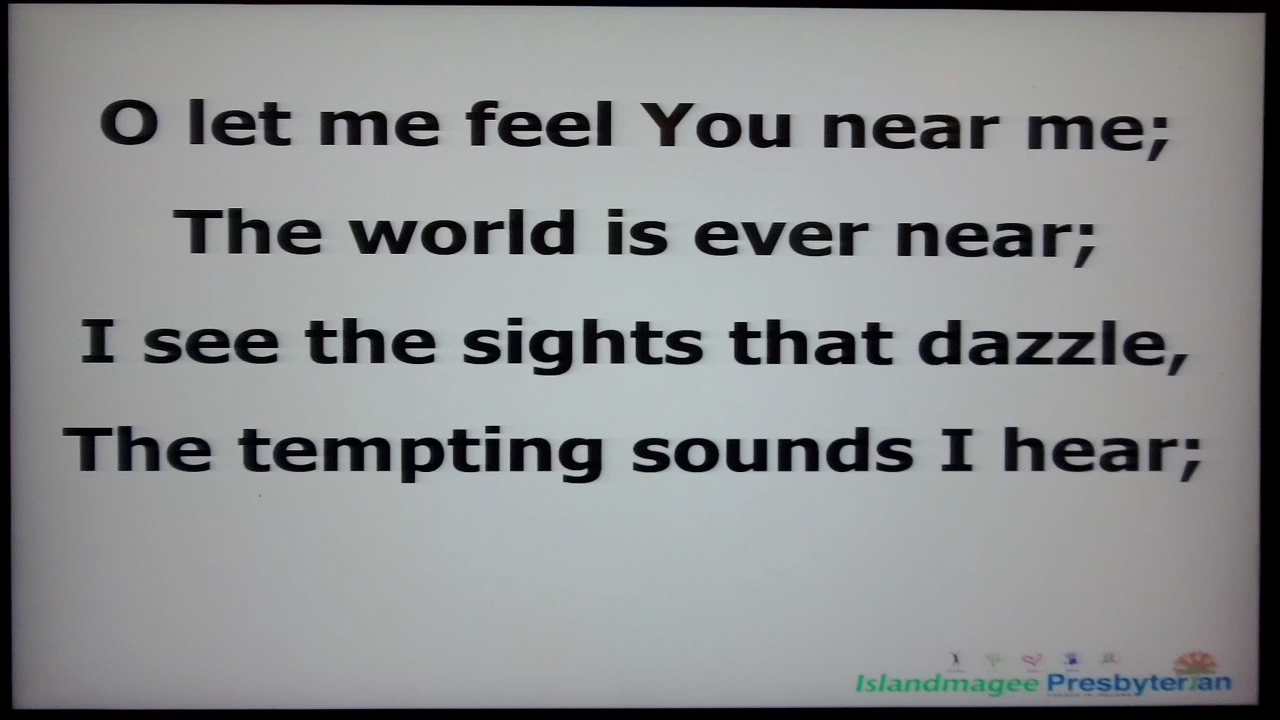 O let me feel You near me;
The world is ever near;
I see the sights that dazzle,
The tempting sounds I hear;
Islandmagee Presbyterian